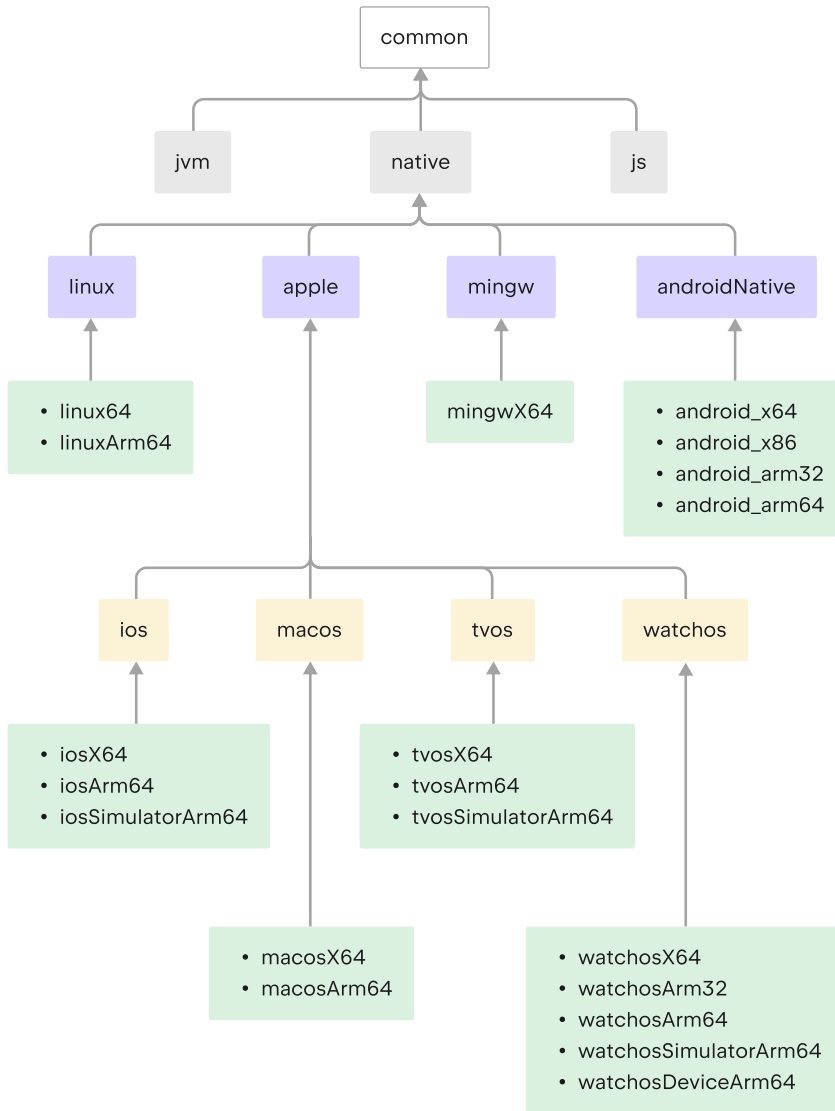 common
jvm
native
js
linux
apple
mingw
androidNative
• linux64
• linuxArm64
mingwX64
• android_x64
• android_x86
• android_arm32
• android_arm64
ios
macos
tvos
watchos
• iosX64
• iosArm64
• iosSimulatorArm64
• tvosX64
• tvosArm64
• tvosSimulatorArm64
• macosX64
• macosArm64
• watchosX64
• watchosArm32
• watchosArm64
• watchosSimulatorArm64
• watchosDeviceArm64